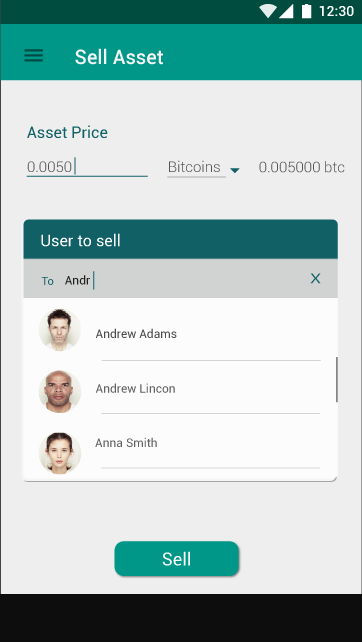 12:30
Sell Asset
Asset Price
0.0050 Bitcoins 0.005000 btc
User to sell
To Andr X
Andrew Adams
Andrew Lincon
Anna Smith
Sell